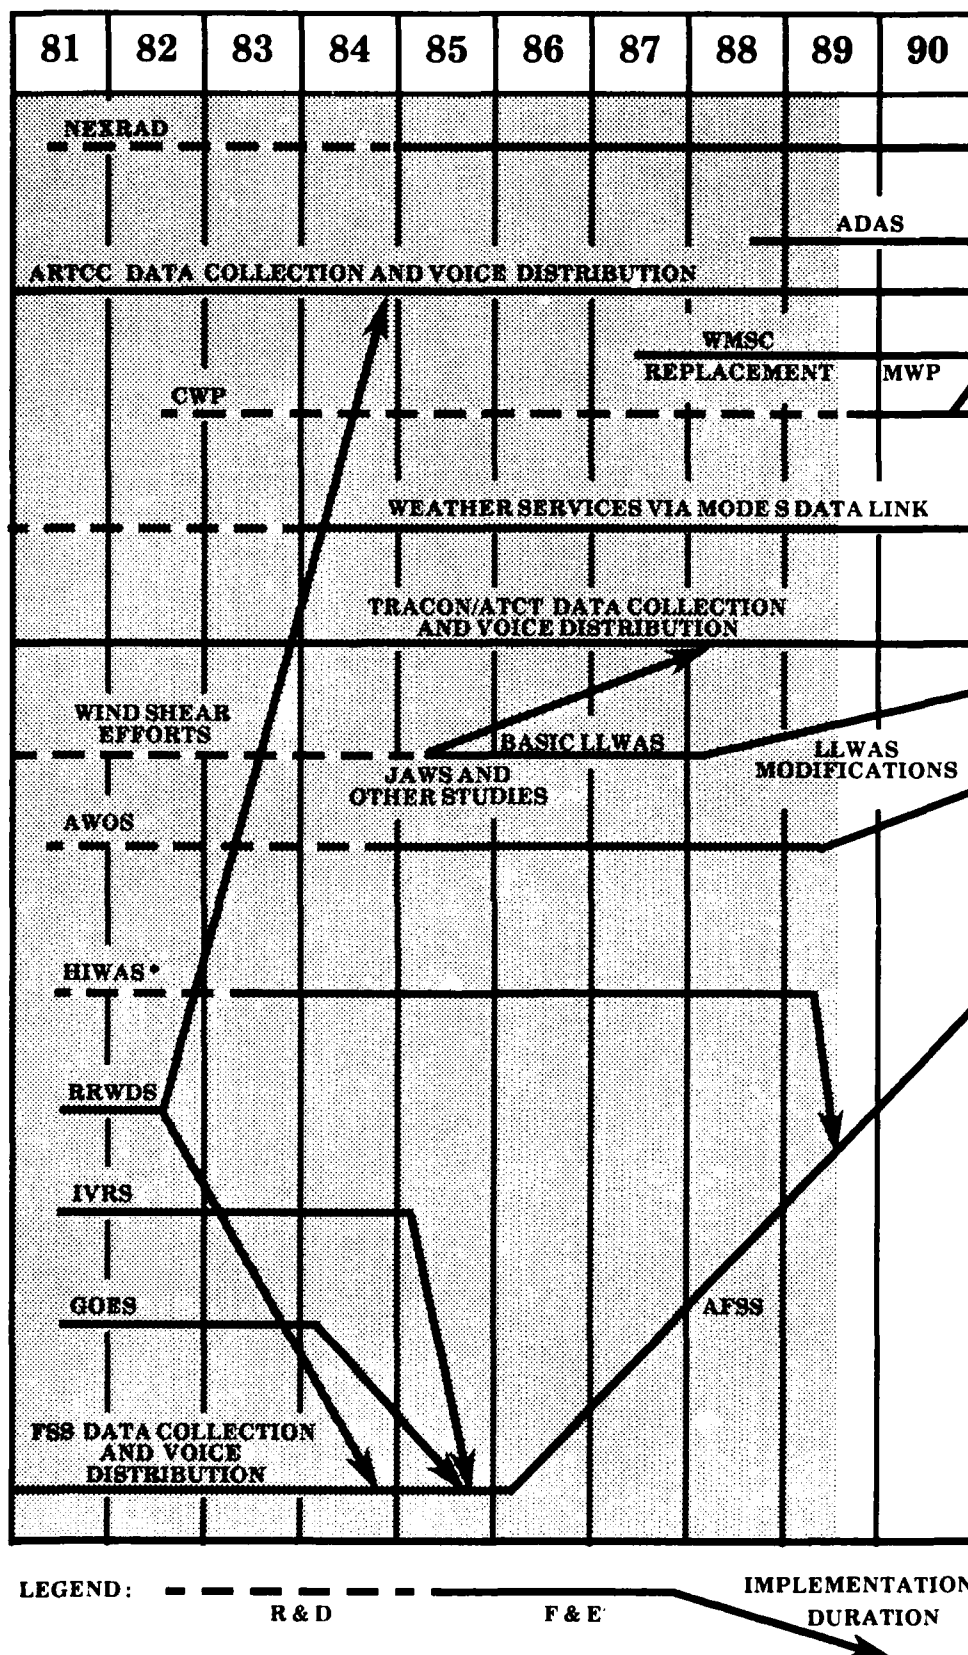 81 82 83 84 85 86 87 88 89 90
NEXRAD
ADAS
ARTCC DATA COLLECTION AND VOICE DISTRIBUTION
WMSC
REPLACEMENT
MWP
CWP
WEATHER SERVICES VIA MODE S DATA LINK
TRACON/ATCT DATA COLLECTION
AND VOICE DISTRIBUTION
WIND SHEAR
EFFORTS
BASIC LLWAS
LLWAS
MODIFICATIONS
JAWS AND
OTHER STUDIES
AWOS
HIWAS*
RRWDS
IVRS
GOES
AFSS
FSS DATA COLLECTION
AND VOICE
DISTRIBUTION
LEGEND:
R & D
F & E
IMPLEMENTATION
DURATION